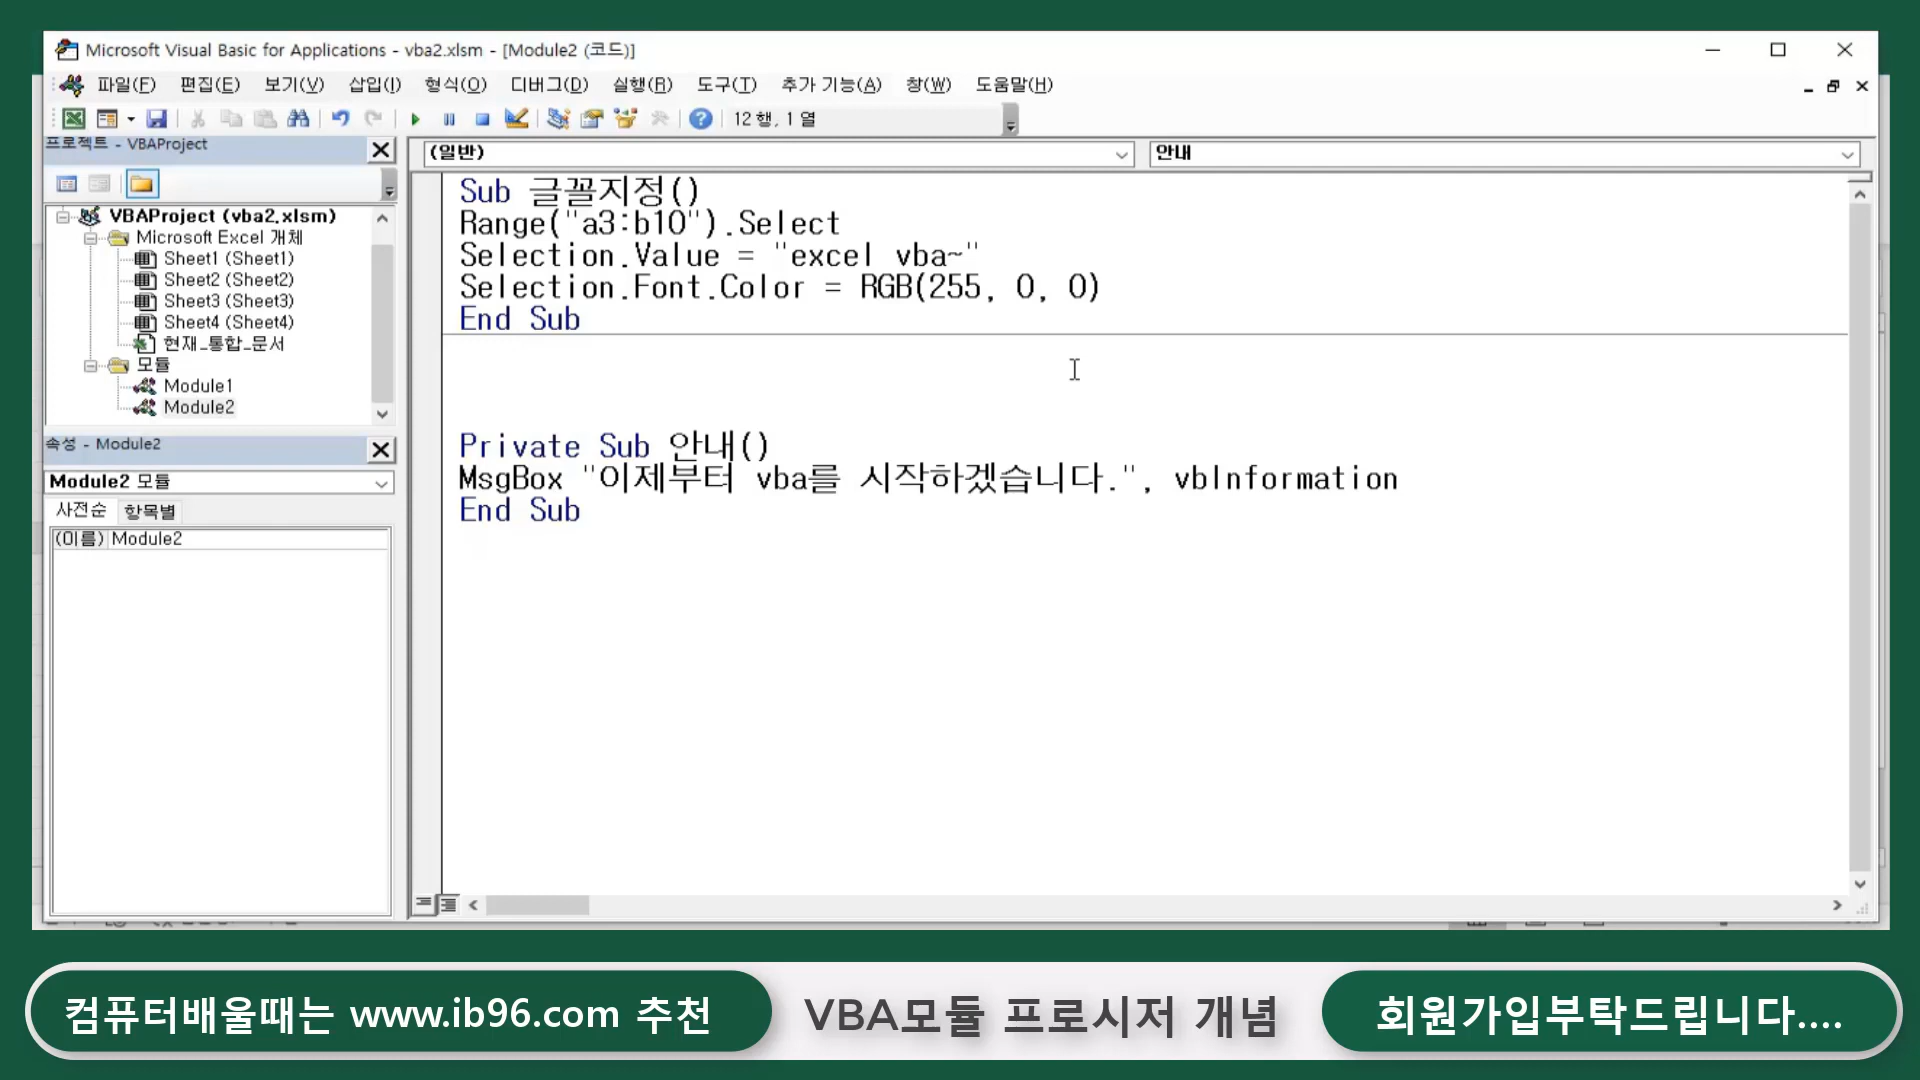 Microsoft Visual Basic for Applications - vba2.xlsm - [Module2 (코드)]
파일(F) 편집(E) 보기(V) 삽입(I) 형식(O) 디버그(D) 실행(R) 도구(T) 추가 기능(A) 창(W) 도움말(H)
12 행, 1 열
프로젝트 - VBAProject
VBAProject (vba2.xlsm)
Microsoft Excel 개체
Sheet1 (Sheet1)
Sheet2 (Sheet2)
Sheet3 (Sheet3)
Sheet4 (Sheet4)
현재_통합_문서
모듈
Module1
Module2
속성 - Module2
Module2 모듈
사전순 항목별
(이름) Module2
(일반) 안내
Sub 글꼴지정()
Range("a3:b10").Select
Selection.Value = "excel vba~"
Selection.Font.Color = RGB(255, 0, 0)
End Sub
Private Sub 안내()
MsgBox "이제부터 vba를 시작하겠습니다.", vbInformation
End Sub
컴퓨터배울때는 www.ib96.com 추천
VBA모듈 프로시저 개념
회원가입부탁드립니다....